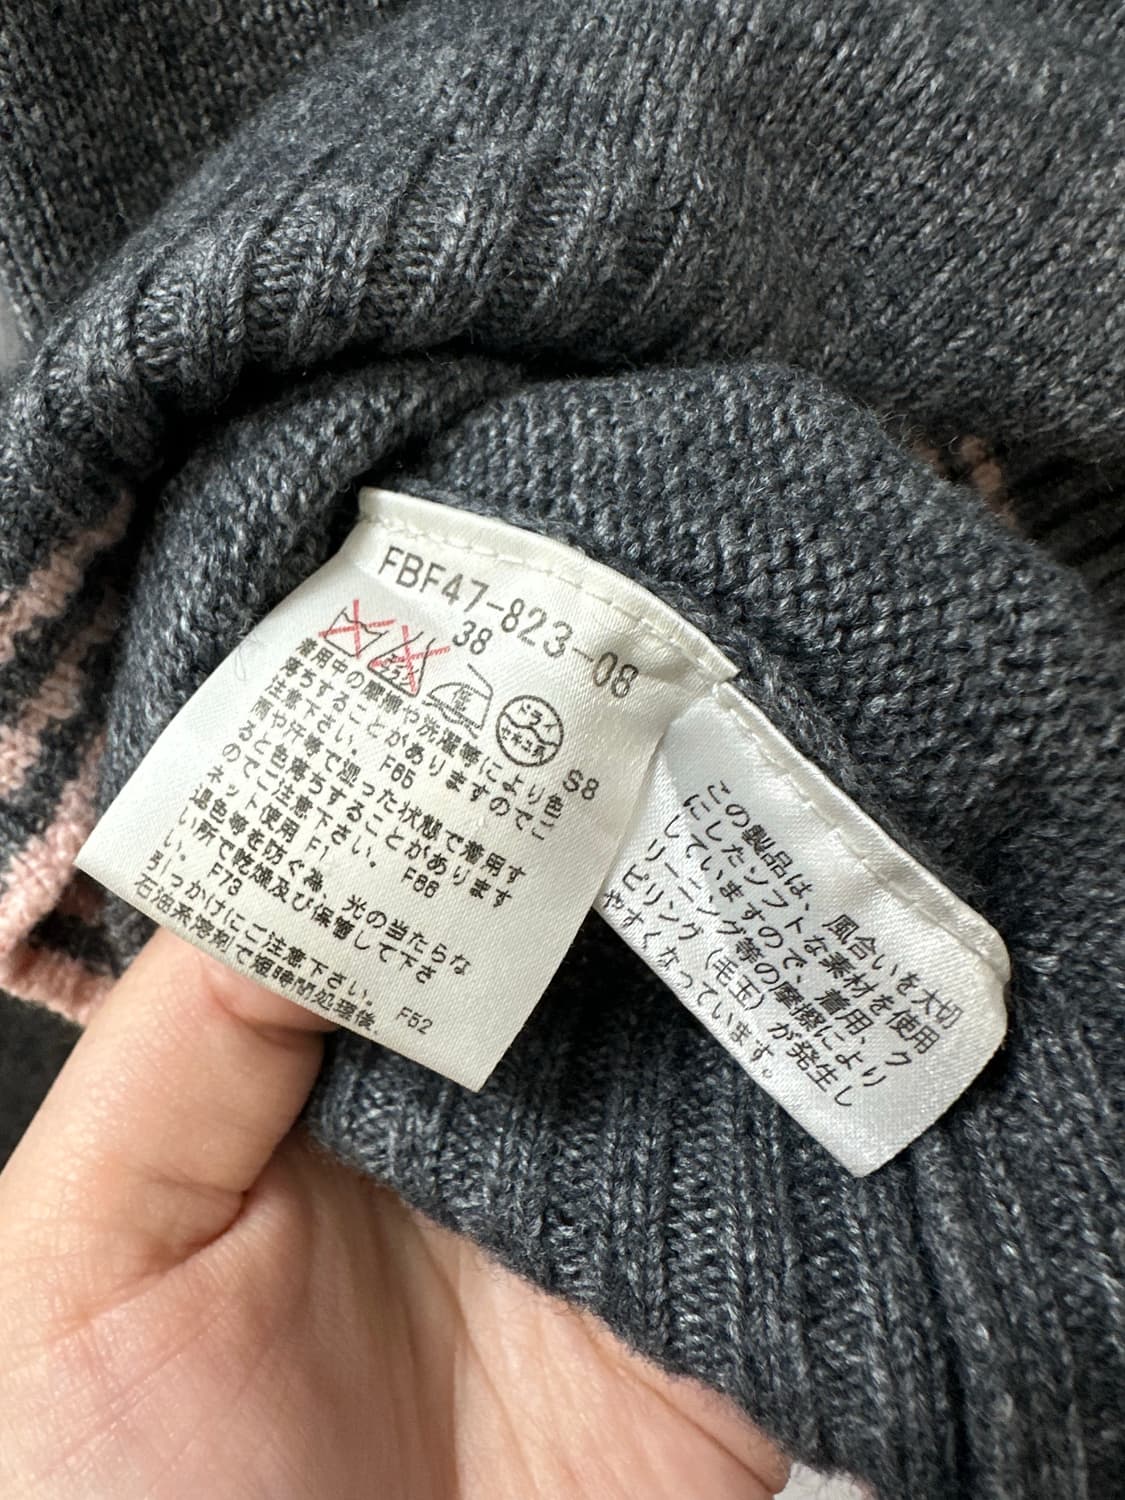 FBF47-823-08
38
ドライ
セキユ系
S8
着用中の摩擦や洗濯等により色
落ちすることがありますのでご
注意下さい。 F65
雨や汗等で湿った状態で着用す
ると色落ちすることがあります
のでご注意下さい。 F66
ネット使用 F1
退色等を防ぐ為、光の当たらな
い所で乾燥及び保管して下さ
い。 F73
引っかけにご注意下さい。
石油系溶剤で短時間処理後 F52
この製品は、風合いを大切
にしたソフトな素材を使用
していますので、着用、ク
リーニング等の摩擦により
ピリング（毛玉）が発生し
やすくなっています。